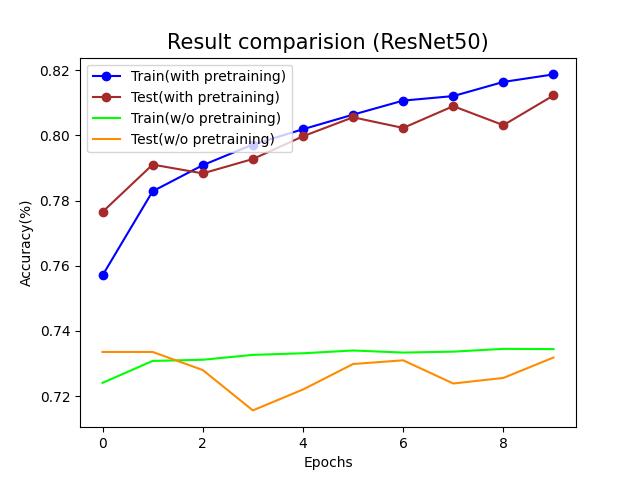 Result comparision (ResNet50)
Train(with pretraining)
Test(with pretraining)
Train(w/o pretraining)
Test(w/o pretraining)
0.82
0.80
0.78
0.76
0.74
0.72
Accuracy(%)
0 2 4 6 8
Epochs